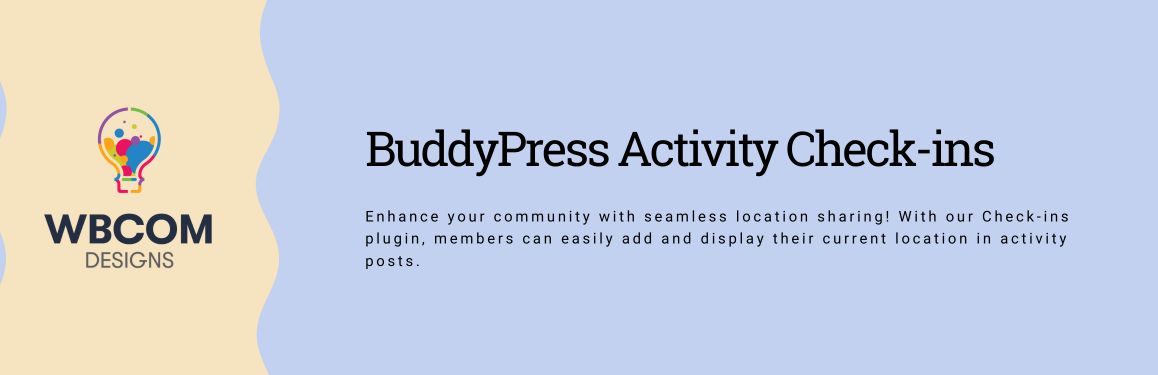 WBCOM
DESIGNS
BuddyPress Activity Check-ins
Enhance your community with seamless location sharing! With our Check-ins
plugin, members can easily add and display their current location in activity
posts.